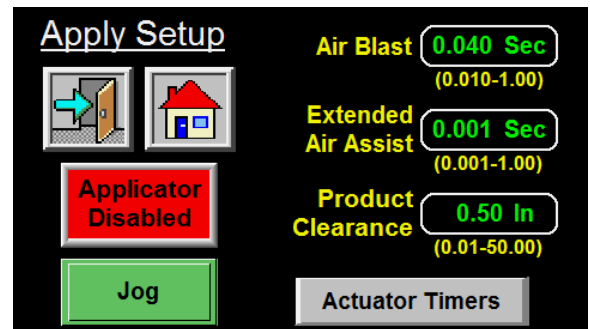 Apply Setup
Air Blast 0.040 Sec
(0.010-1.00)
Extended
Air Assist 0.001 Sec
(0.001-1.00)
Applicator
Disabled
Product
Clearance 0.50 In
(0.01-50.00)
Jog
Actuator Timers